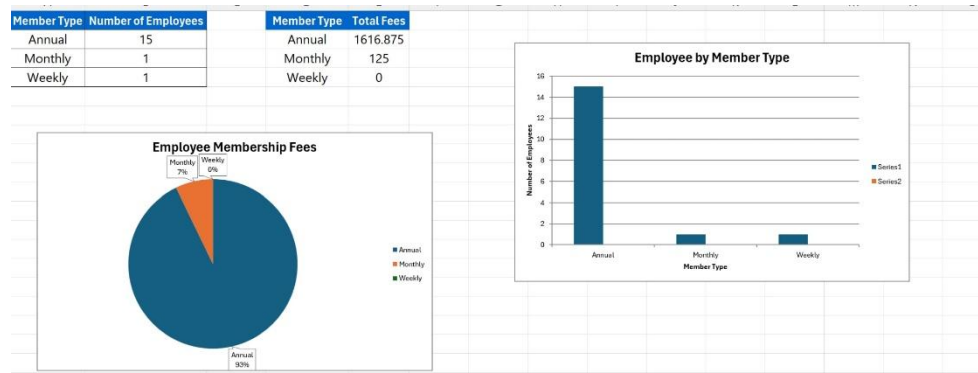 Member Type Number of Employees
Annual 15
Monthly 1
Weekly 1
Member Type Total Fees
Annual 1616.875
Monthly 125
Weekly 0
Employee by Member Type
16
14
12
10
8
6
4
2
0
Number of Employees
Annual Monthly Weekly
Member Type
Series1
Series2
Employee Membership Fees
Monthly
7%
Weekly
0%
Annual
Monthly
Weekly
Annual
93%